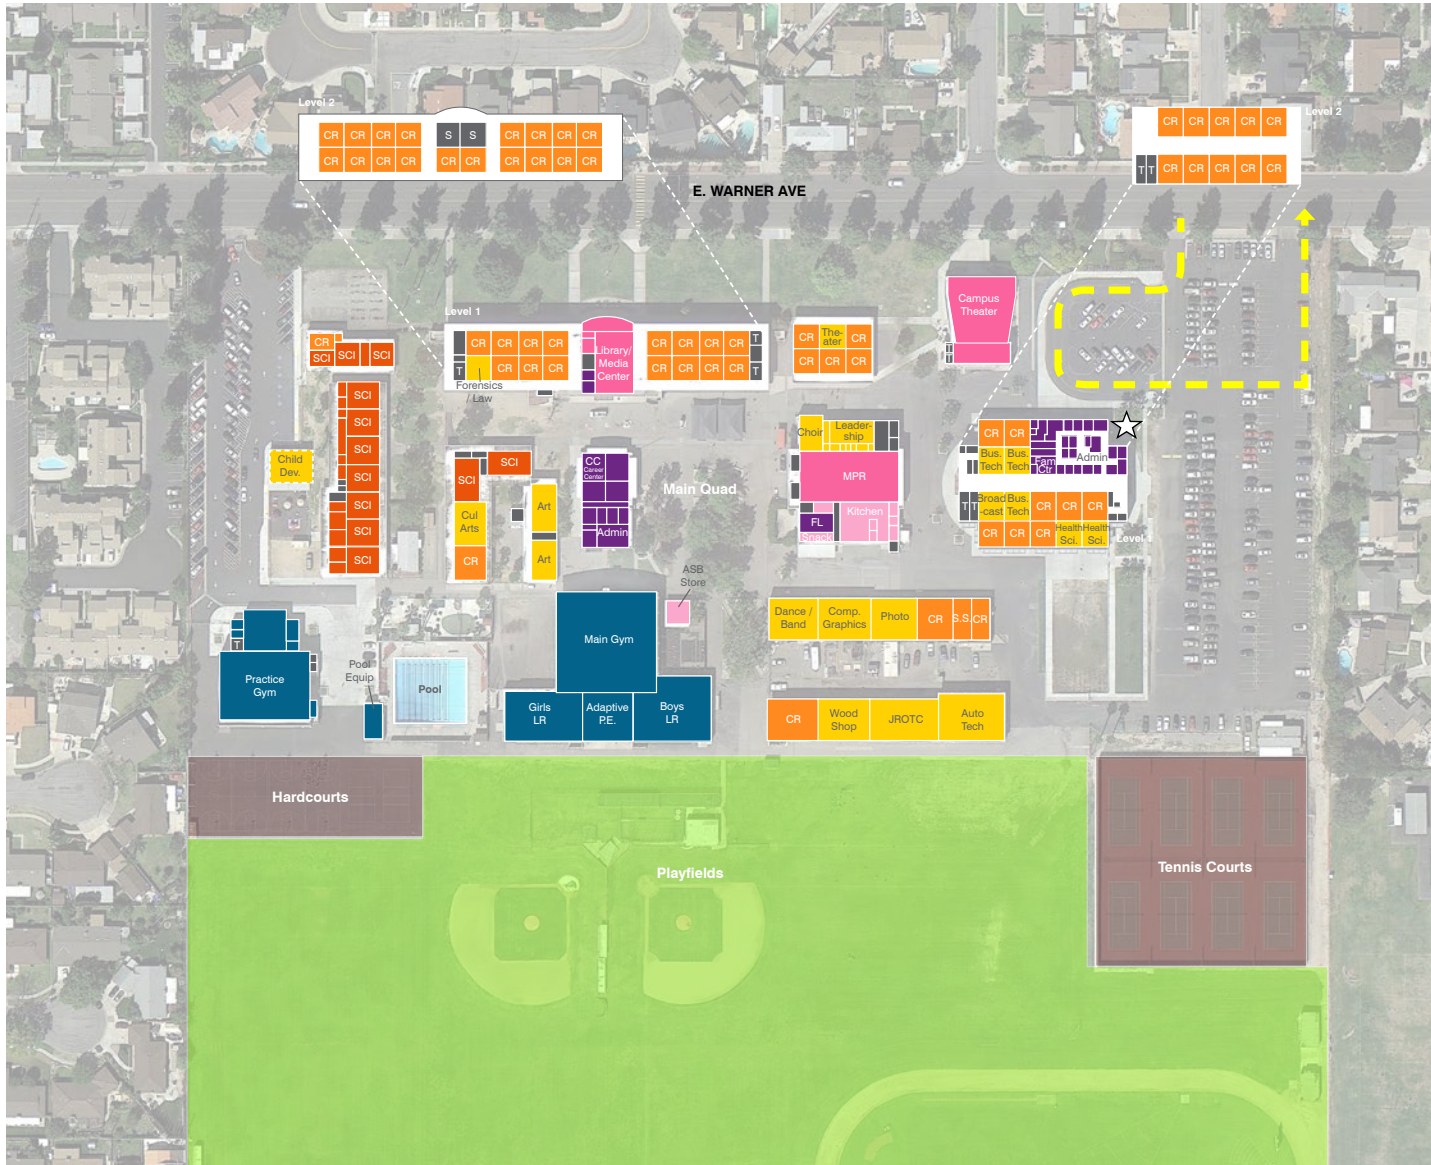 Level 2
CR CR CR CR S S CR CR CR CR
CR CR CR CR CR CR CR CR CR CR
CR CR CR CR CR
Level 2
T T CR CR CR CR CR
E. WARNER AVE
Level 1
CR CR CR CR
T CR CR CR
Forensics
/ Law
Library/
Media
Center
CR CR CR CR T
CR CR CR CR T
CR The-
ater CR
CR CR CR
Campus
Theater
T
T
CR
SCI SCI SCI
SCI
SCI
SCI
SCI
SCI
SCI
SCI
Child
Dev.
SCI
SCI
Cul
Arts
CR
Art
Art
CC
Career
Center
Admin
Main Quad
Choir
Leader-
ship
MPR
FL
Snack
Kitchen
CR CR
Bus.
Tech
Bus.
Tech
Fam
Ctr
Admin
T T
Broad
-cast
Bus.
Tech
CR CR CR
CR CR CR
Health
Sci.
Health
Sci.
Level 1
ASB
Store
Main Gym
Girls
LR
Adaptive
P.E.
Boys
LR
T
Practice
Gym
Pool
Equip
Pool
Dance /
Band
Comp.
Graphics
Photo
CR
S.S.
CR
CR
Wood
Shop
JROTC
Auto
Tech
Hardcourts
Playfields
Tennis Courts